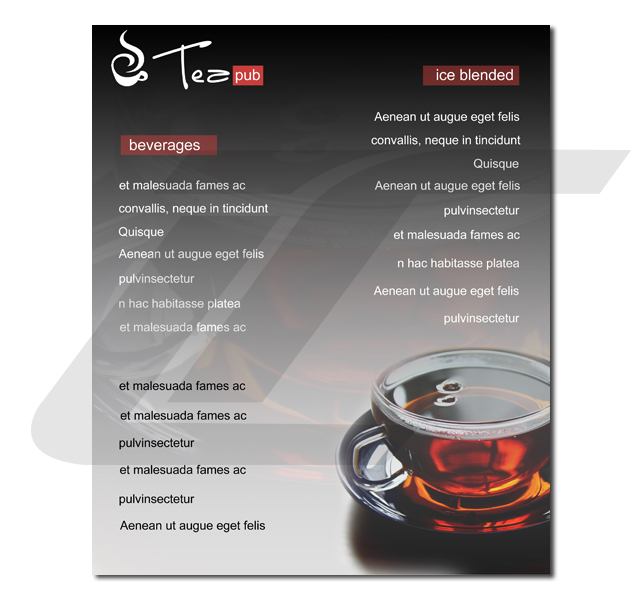 Tea pub
beverages
et malesuada fames ac
convallis, neque in tincidunt
Quisque
Aenean ut augue eget felis
pulvinsectetur
n hac habitasse platea
et malesuada fames ac
et malesuada fames ac
et malesuada fames ac
pulvinsectetur
et malesuada fames ac
pulvinsectetur
Aenean ut augue eget felis
ice blended
Aenean ut augue eget felis
convallis, neque in tincidunt
Quisque
Aenean ut augue eget felis
pulvinsectetur
et malesuada fames ac
n hac habitasse platea
Aenean ut augue eget felis
pulvinsectetur